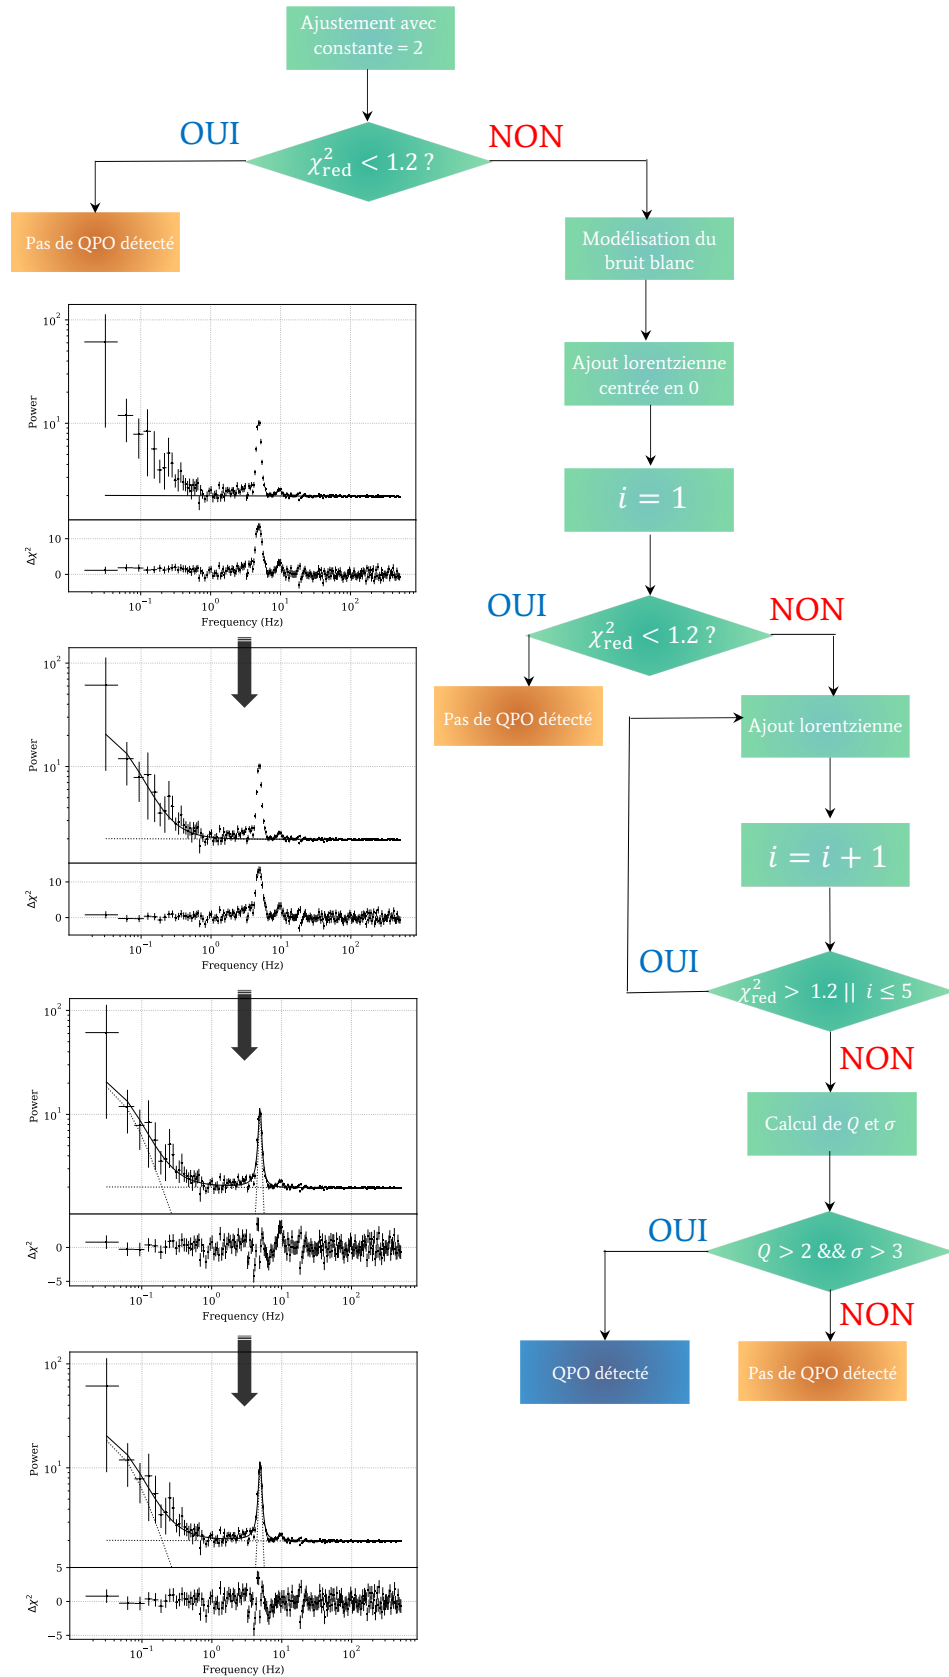 Ajustement avec
constante = 2
OUI
NON
χ²red < 1.2 ?
Pas de QPO détecté
Modélisation du
bruit blanc
Ajout lorentzienne
centrée en 0
i = 1
OUI
NON
χ²red < 1.2 ?
Pas de QPO détecté
Ajout lorentzienne
i = i + 1
OUI
χ²red > 1.2 || i ≤ 5
NON
Calcul de Q et σ
OUI
Q > 2 && σ > 3
NON
QPO détecté
Pas de QPO détecté
10²
Power
10¹
10
Δχ²
0
10⁻¹ 10⁰ 10¹ 10²
Frequency (Hz)
10²
Power
10¹
10
Δχ²
0
10⁻¹ 10⁰ 10¹ 10²
Frequency (Hz)
10²
Power
10¹
Δχ²
0
−5
10⁻¹ 10⁰ 10¹ 10²
Frequency (Hz)
10²
Power
10¹
5
Δχ²
0
−5
10⁻¹ 10⁰ 10¹ 10²
Frequency (Hz)